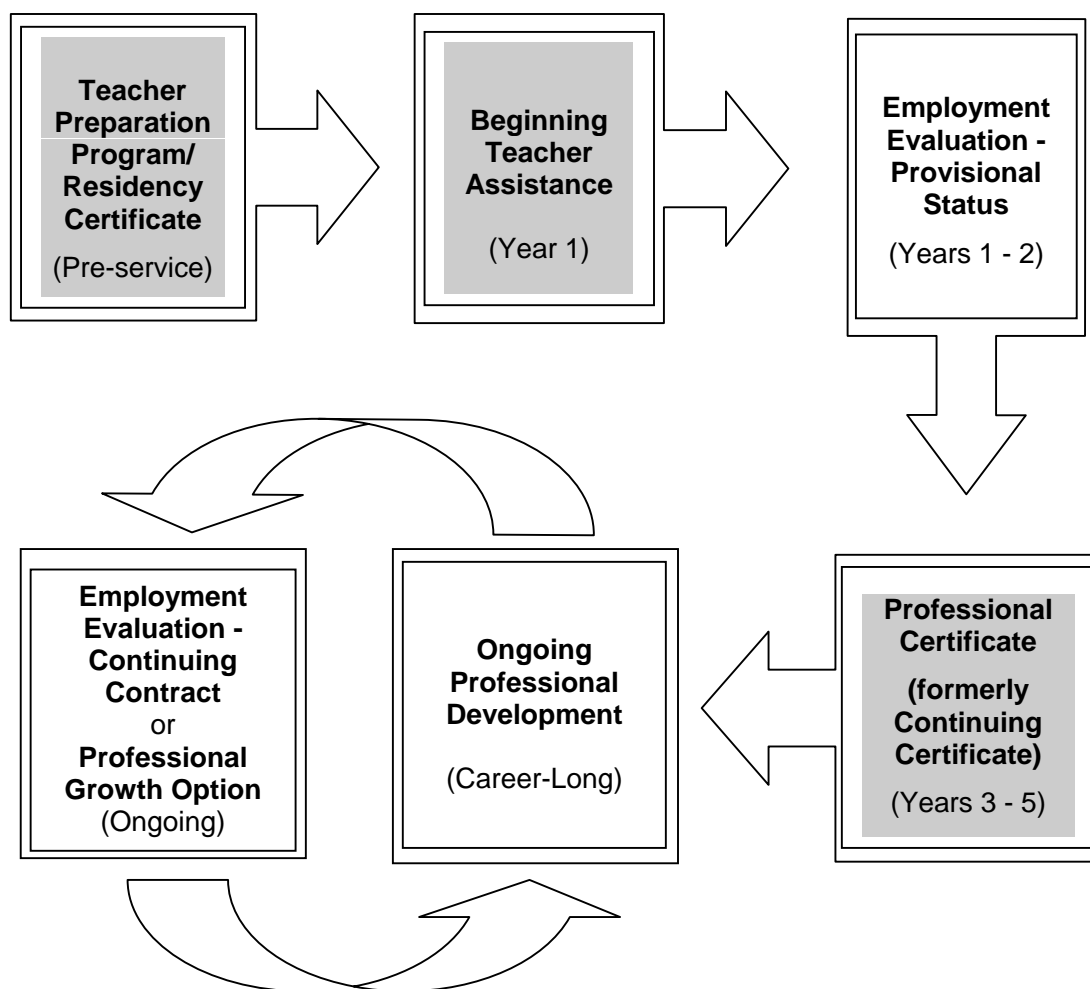 Teacher
Preparation
Program/
Residency
Certificate
(Pre-service)
Beginning
Teacher
Assistance
(Year 1)
Employment
Evaluation -
Provisional
Status
(Years 1 - 2)
Employment
Evaluation -
Continuing
Contract
or
Professional
Growth Option
(Ongoing)
Ongoing
Professional
Development
(Career-Long)
Professional
Certificate
(formerly
Continuing
Certificate)
(Years 3 - 5)